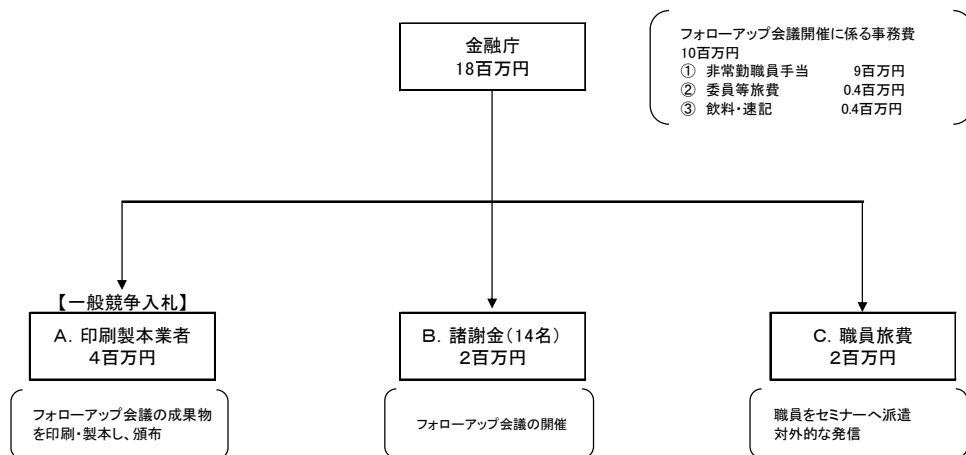 金融庁
18百万円
フォローアップ会議開催に係る事務費
10百万円
① 非常勤職員手当 9百万円
② 委員等旅費 0.4百万円
③ 飲料・速記 0.4百万円
【一般競争入札】
A. 印刷製本業者
4百万円
B. 諸謝金(14名)
2百万円
C. 職員旅費
2百万円
フォローアップ会議の成果物
を印刷・製本し、頒布
フォローアップ会議の開催
職員をセミナーへ派遣
対外的な発信